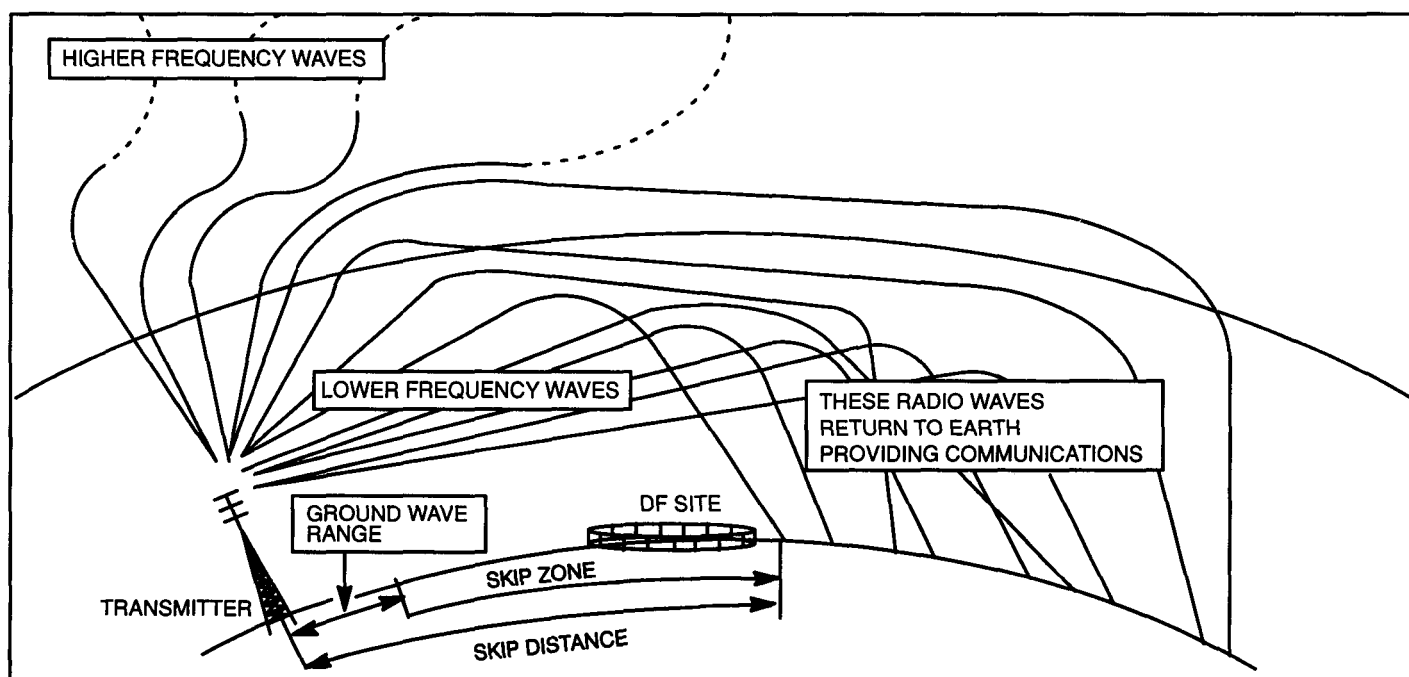 HIGHER FREQUENCY WAVES
LOWER FREQUENCY WAVES
THESE RADIO WAVES
RETURN TO EARTH
PROVIDING COMMUNICATIONS
DF SITE
GROUND WAVE
RANGE
SKIP ZONE
TRANSMITTER
SKIP DISTANCE